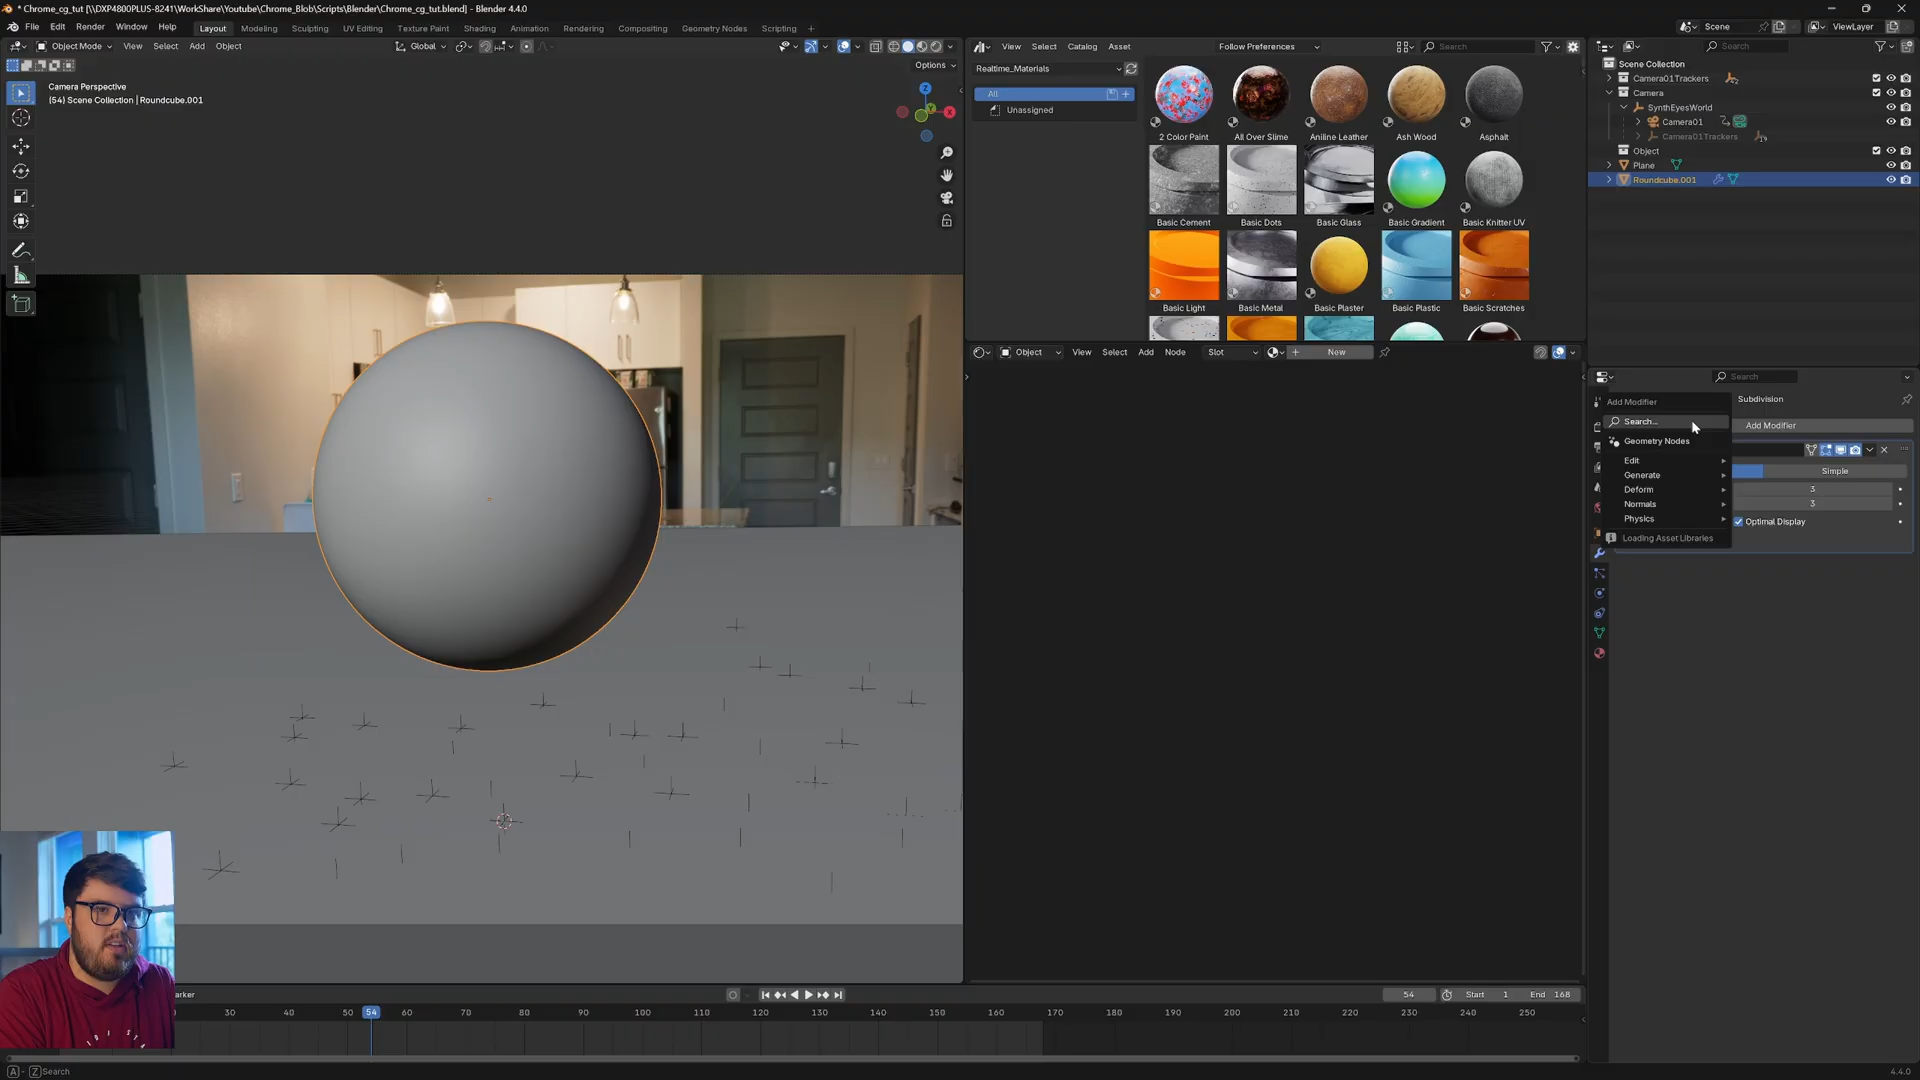 * Chrome_cg_tut [\\DXP4800PLUS-8241\WorkShare\Youtube\Chrome_Blob\Scripts\Blender\Chrome_cg_tut.blend] - Blender 4.4.0
File Edit Render Window Help Layout Modeling Sculpting UV Editing Texture Paint Shading Animation Rendering Compositing Geometry Nodes Scripting + Scene ViewLayer
Object Mode View Select Add Object Global
Options
Camera Perspective
(54) Scene Collection | Roundcube.001
Z
View Select Catalog Asset Follow Preferences Search
Realtime_Materials
All
Unassigned
2 Color Paint All Over Slime Aniline Leather Ash Wood Asphalt
Basic Cement Basic Dots Basic Glass Basic Gradient Basic Knitter UV
Basic Light Basic Metal Basic Plaster Basic Plastic Basic Scratches
Object View Select Add Node Slot New
Search
Scene Collection
Camera01Trackers
Camera
SynthEyesWorld
Camera01
Camera01Trackers
Object
Plane
Roundcube.001
Search
Subdivision
Add Modifier
Simple
3
3
Optimal Display
Add Modifier
Search...
Geometry Nodes
Edit
Generate
Deform
Normals
Physics
Loading Asset Libraries
arker
54 Start 1 End 168
30 40 50 54 60 70 80 90 100 110 120 130 140 150 160 170 180 190 200 210 220 230 240 250
A - Z Search
4.4.0